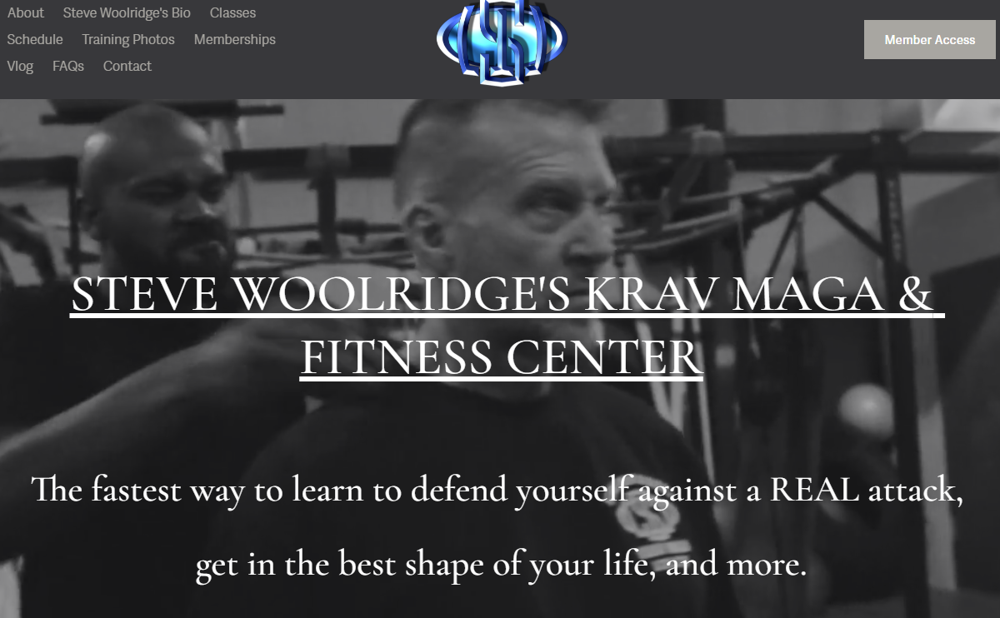 About Steve Woolridge's Bio Classes
Schedule Training Photos Memberships
Vlog FAQs Contact
Member Access
STEVE WOOLRIDGE'S KRAV MAGA &
FITNESS CENTER
The fastest way to learn to defend yourself against a REAL attack,
get in the best shape of your life, and more.